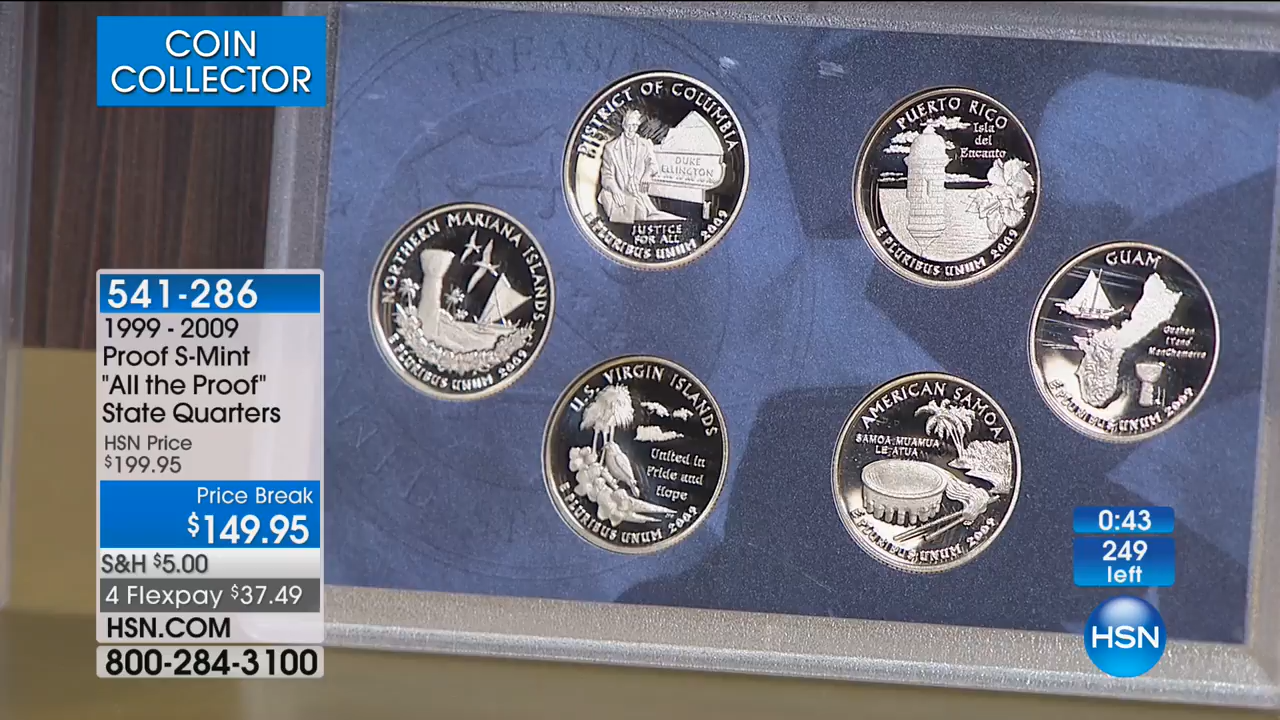 COIN
COLLECTOR
541-286
1999 - 2009
Proof S-Mint
"All the Proof"
State Quarters
HSN Price
$199.95
Price Break
$149.95
S&H $5.00
4 Flexpay $37.49
HSN.COM
800-284-3100
TREAS
DISTRICT OF COLUMBIA
DUKE
ELLINGTON
JUSTICE
FOR ALL
E PLURIBUS UNUM 2009
PUERTO RICO
Isla
del
Encanto
E PLURIBUS UNUM 2009
NORTHERN MARIANA ISLANDS
E PLURIBUS UNUM 2009
GUAM
Guahan
I Tano
ManChamorro
E PLURIBUS UNUM 2009
U.S. VIRGIN ISLANDS
United in
Pride and
Hope
E PLURIBUS UNUM 2009
AMERICAN SAMOA
SAMOA MUAMUA
LE ATUA
E PLURIBUS UNUM 2009
0:43
249
left
HSN